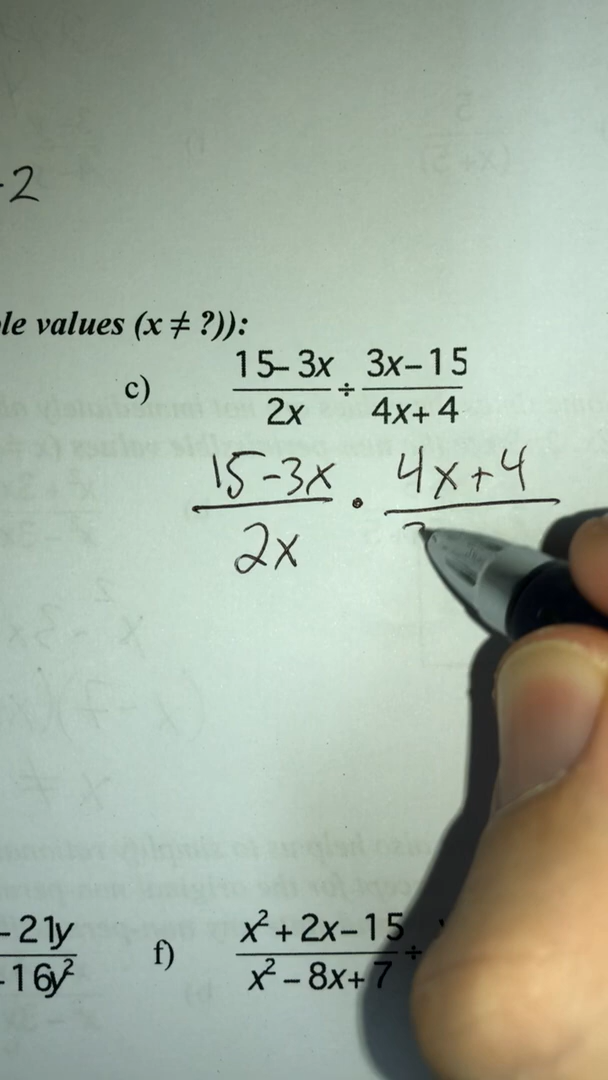 -2
le values (x ≠ ?)):
c) 15-3x / 2x ÷ 3x-15 / 4x+4
15-3x / 2x · 4x+4 / 
-21y / -16y²
f) x²+2x-15 / x²-8x+7 ÷